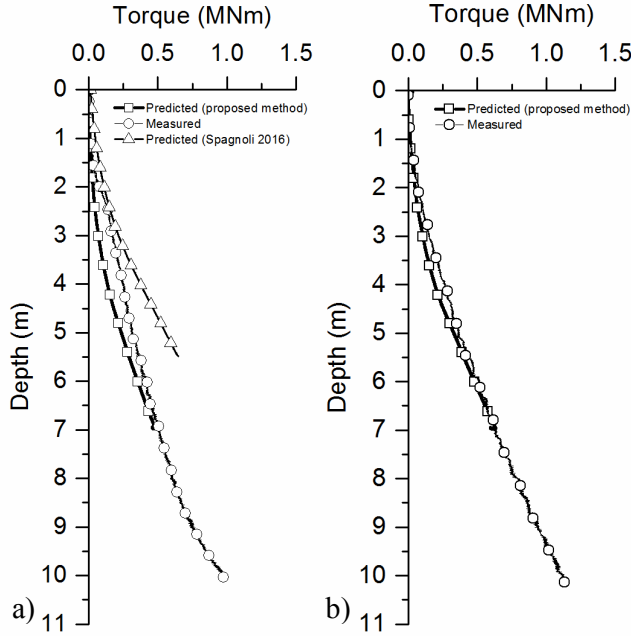 Torque (MNm)
0.0 0.5 1.0 1.5
0
1
2
3
4
5
6
7
8
9
10
11
Depth (m)
Predicted (proposed method)
Measured
Predicted (Spagnoli 2016)
a)
Torque (MNm)
0.0 0.5 1.0 1.5
0
1
2
3
4
5
6
7
8
9
10
11
Depth (m)
Predicted (proposed method)
Measured
b)